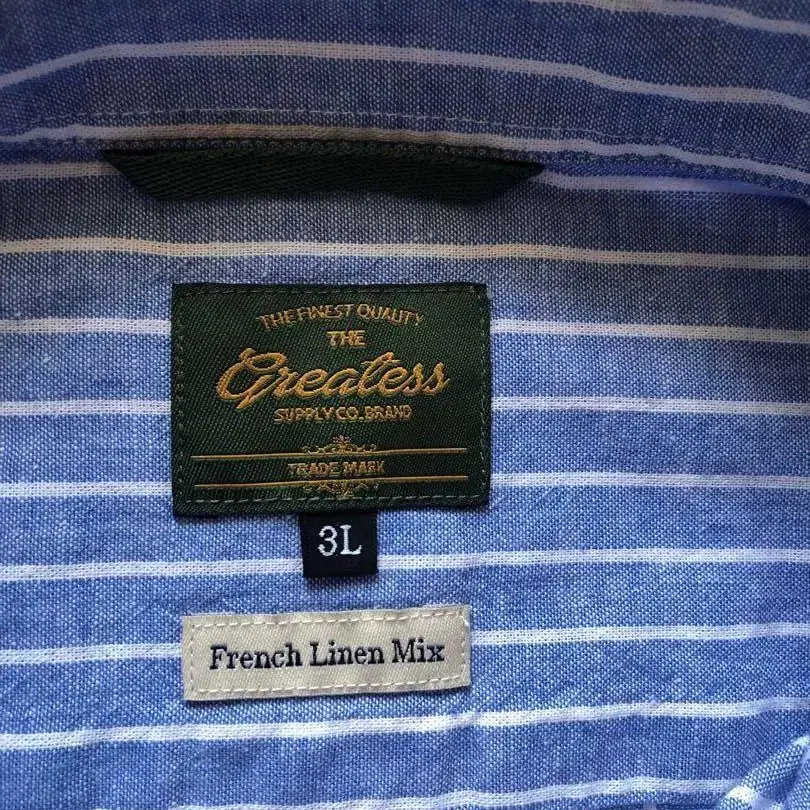 THE FINEST QUALITY
THE
Greatess
SUPPLY CO. BRAND
TRADE MARK
3L
French Linen Mix